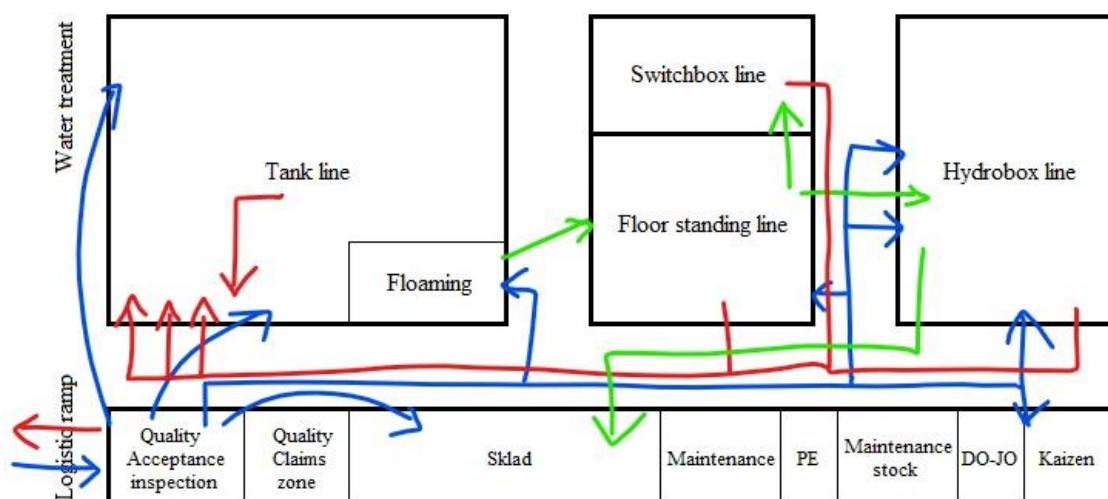 Water treatment
Switchbox line
Tank line
Hydrobox line
Floor standing line
Floaming
Logistic ramp
Quality
Acceptance
inspection
Quality
Claims
zone
Sklad
Maintenance
PE
Maintenance
stock
DO-JO
Kaizen